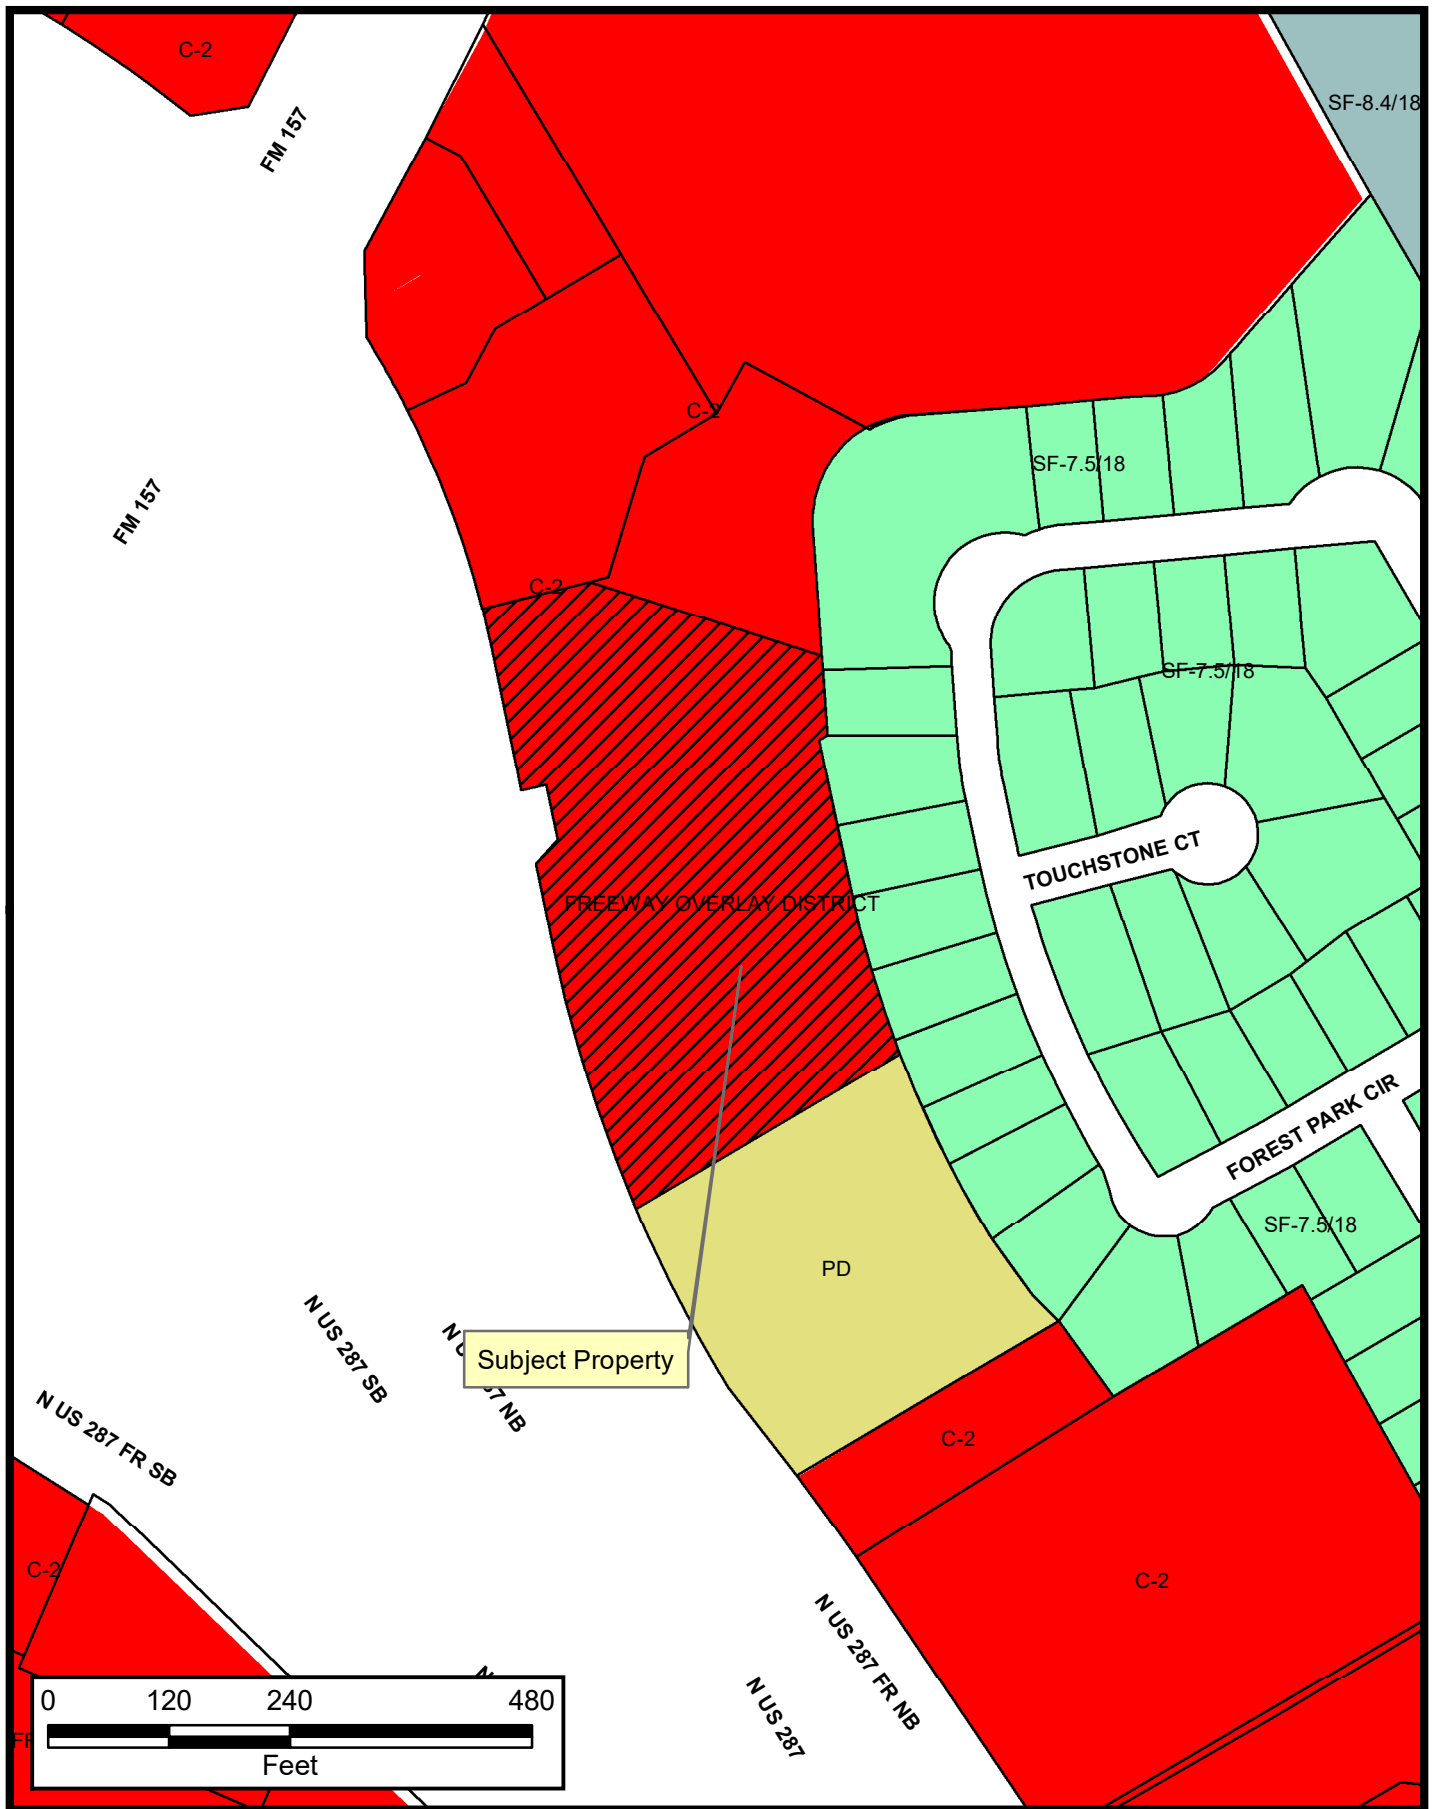 C-2
SF-8.4/18
FM 157
C-2
SF-7.5/18
FM 157
C-2
SF-7.5/18
TOUCHSTONE CT
FREEWAY OVERLAY DISTRICT
FOREST PARK CIR
SF-7.5/18
PD
N US 287 SB
Subject Property
NB
N US 287 FR SB
C-2
C-2
C-2
N US 287 FR NB
N US 287
0 120 240 480
Feet